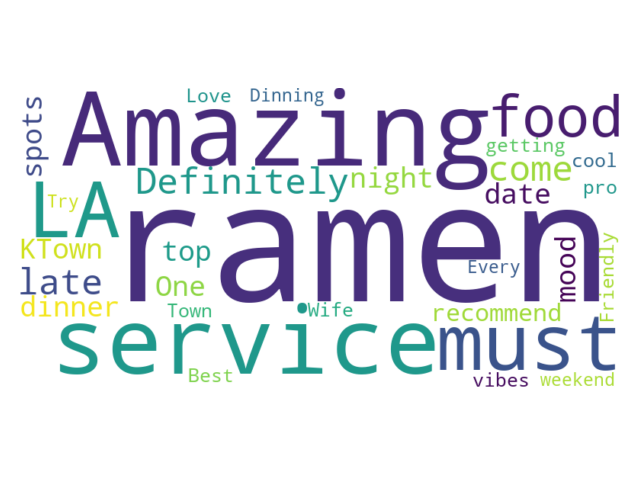 Love Dinning
spots Amazing food
getting
come cool
Definitely night date pro
LA Try
ramen
KTown top mood Friendly
late One Every
dinner Town Wife recommend
service must
Best vibes weekend